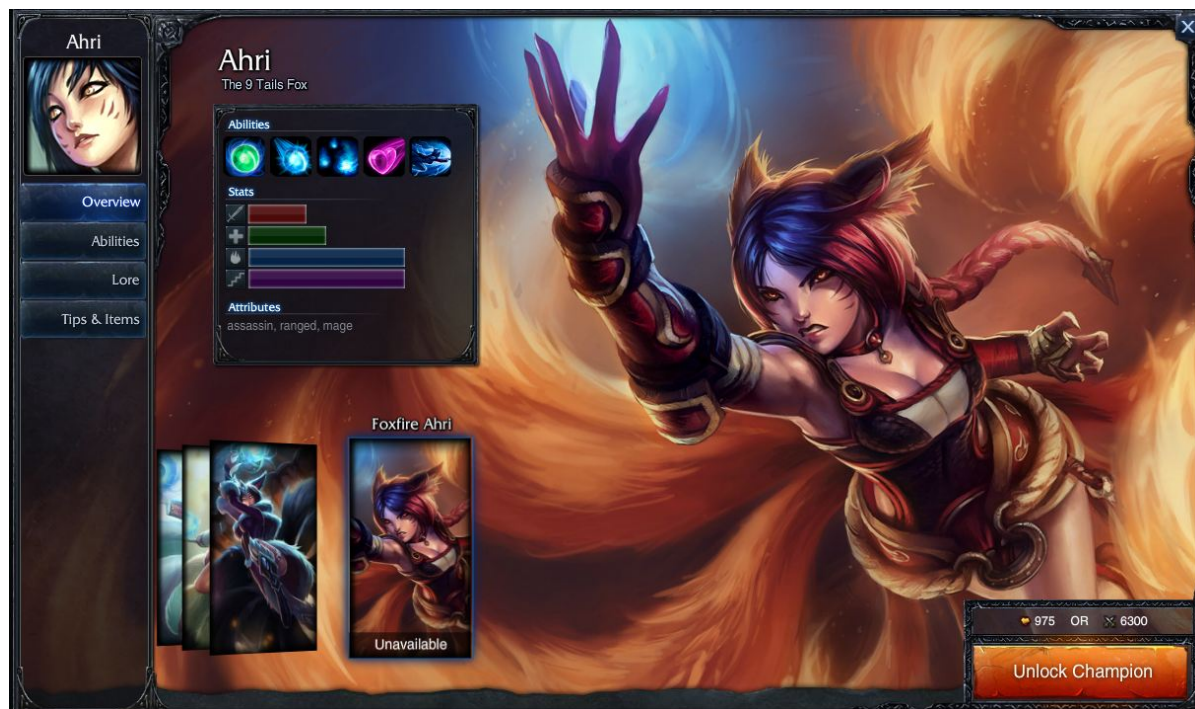 Ahri
Overview
Abilities
Lore
Tips & Items
Ahri
The 9 Tails Fox
Abilities
Stats
Attributes
assassin, ranged, mage
Foxfire Ahri
Unavailable
975 OR 6300
Unlock Champion